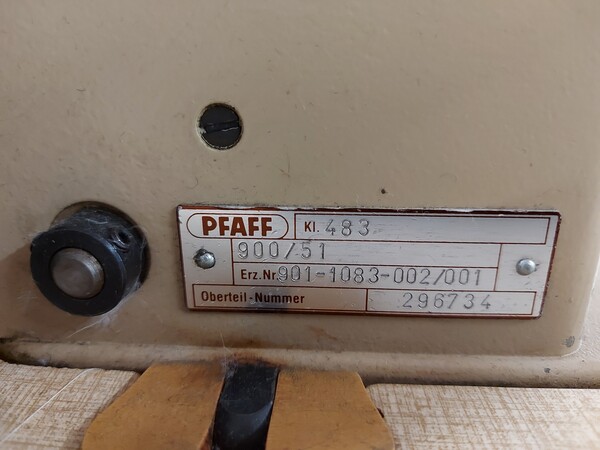 PFAFF Kl. 483
900/51
Erz.Nr. 901-1083-002/001
Oberteil-Nummer 296734